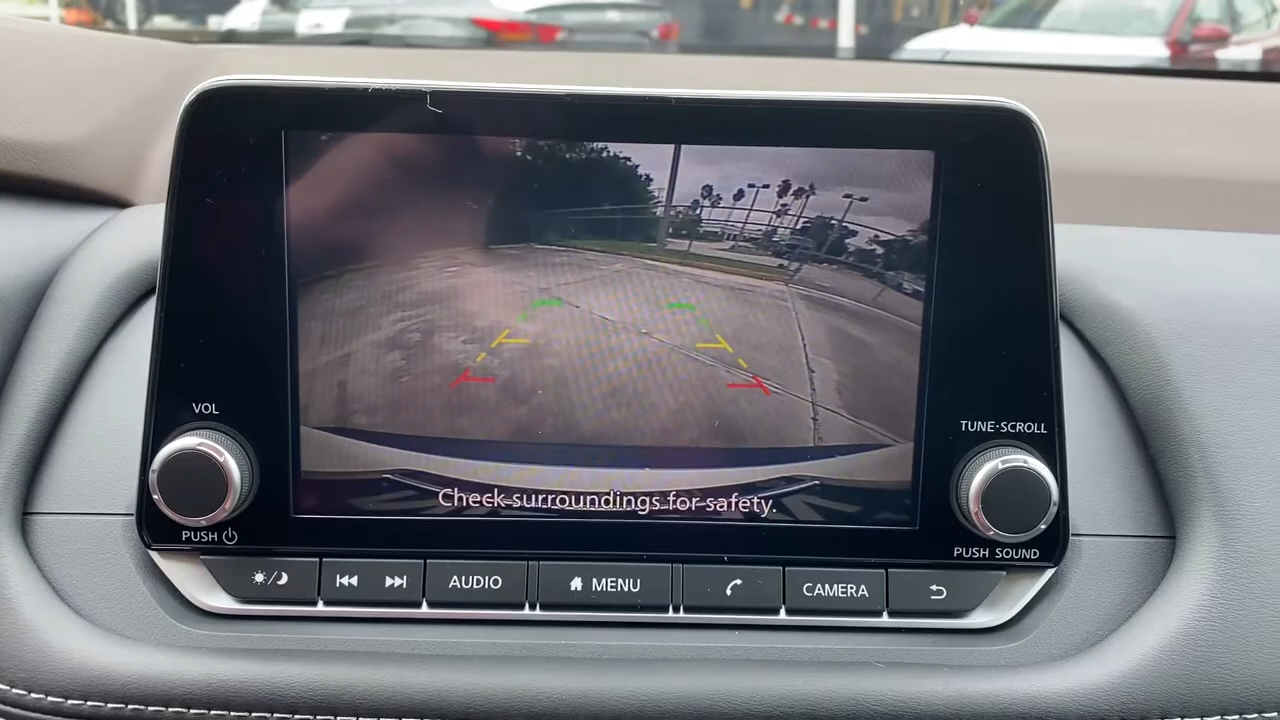 VOL
TUNE·SCROLL
Check surroundings for safety.
PUSH
PUSH SOUND
AUDIO
MENU
CAMERA